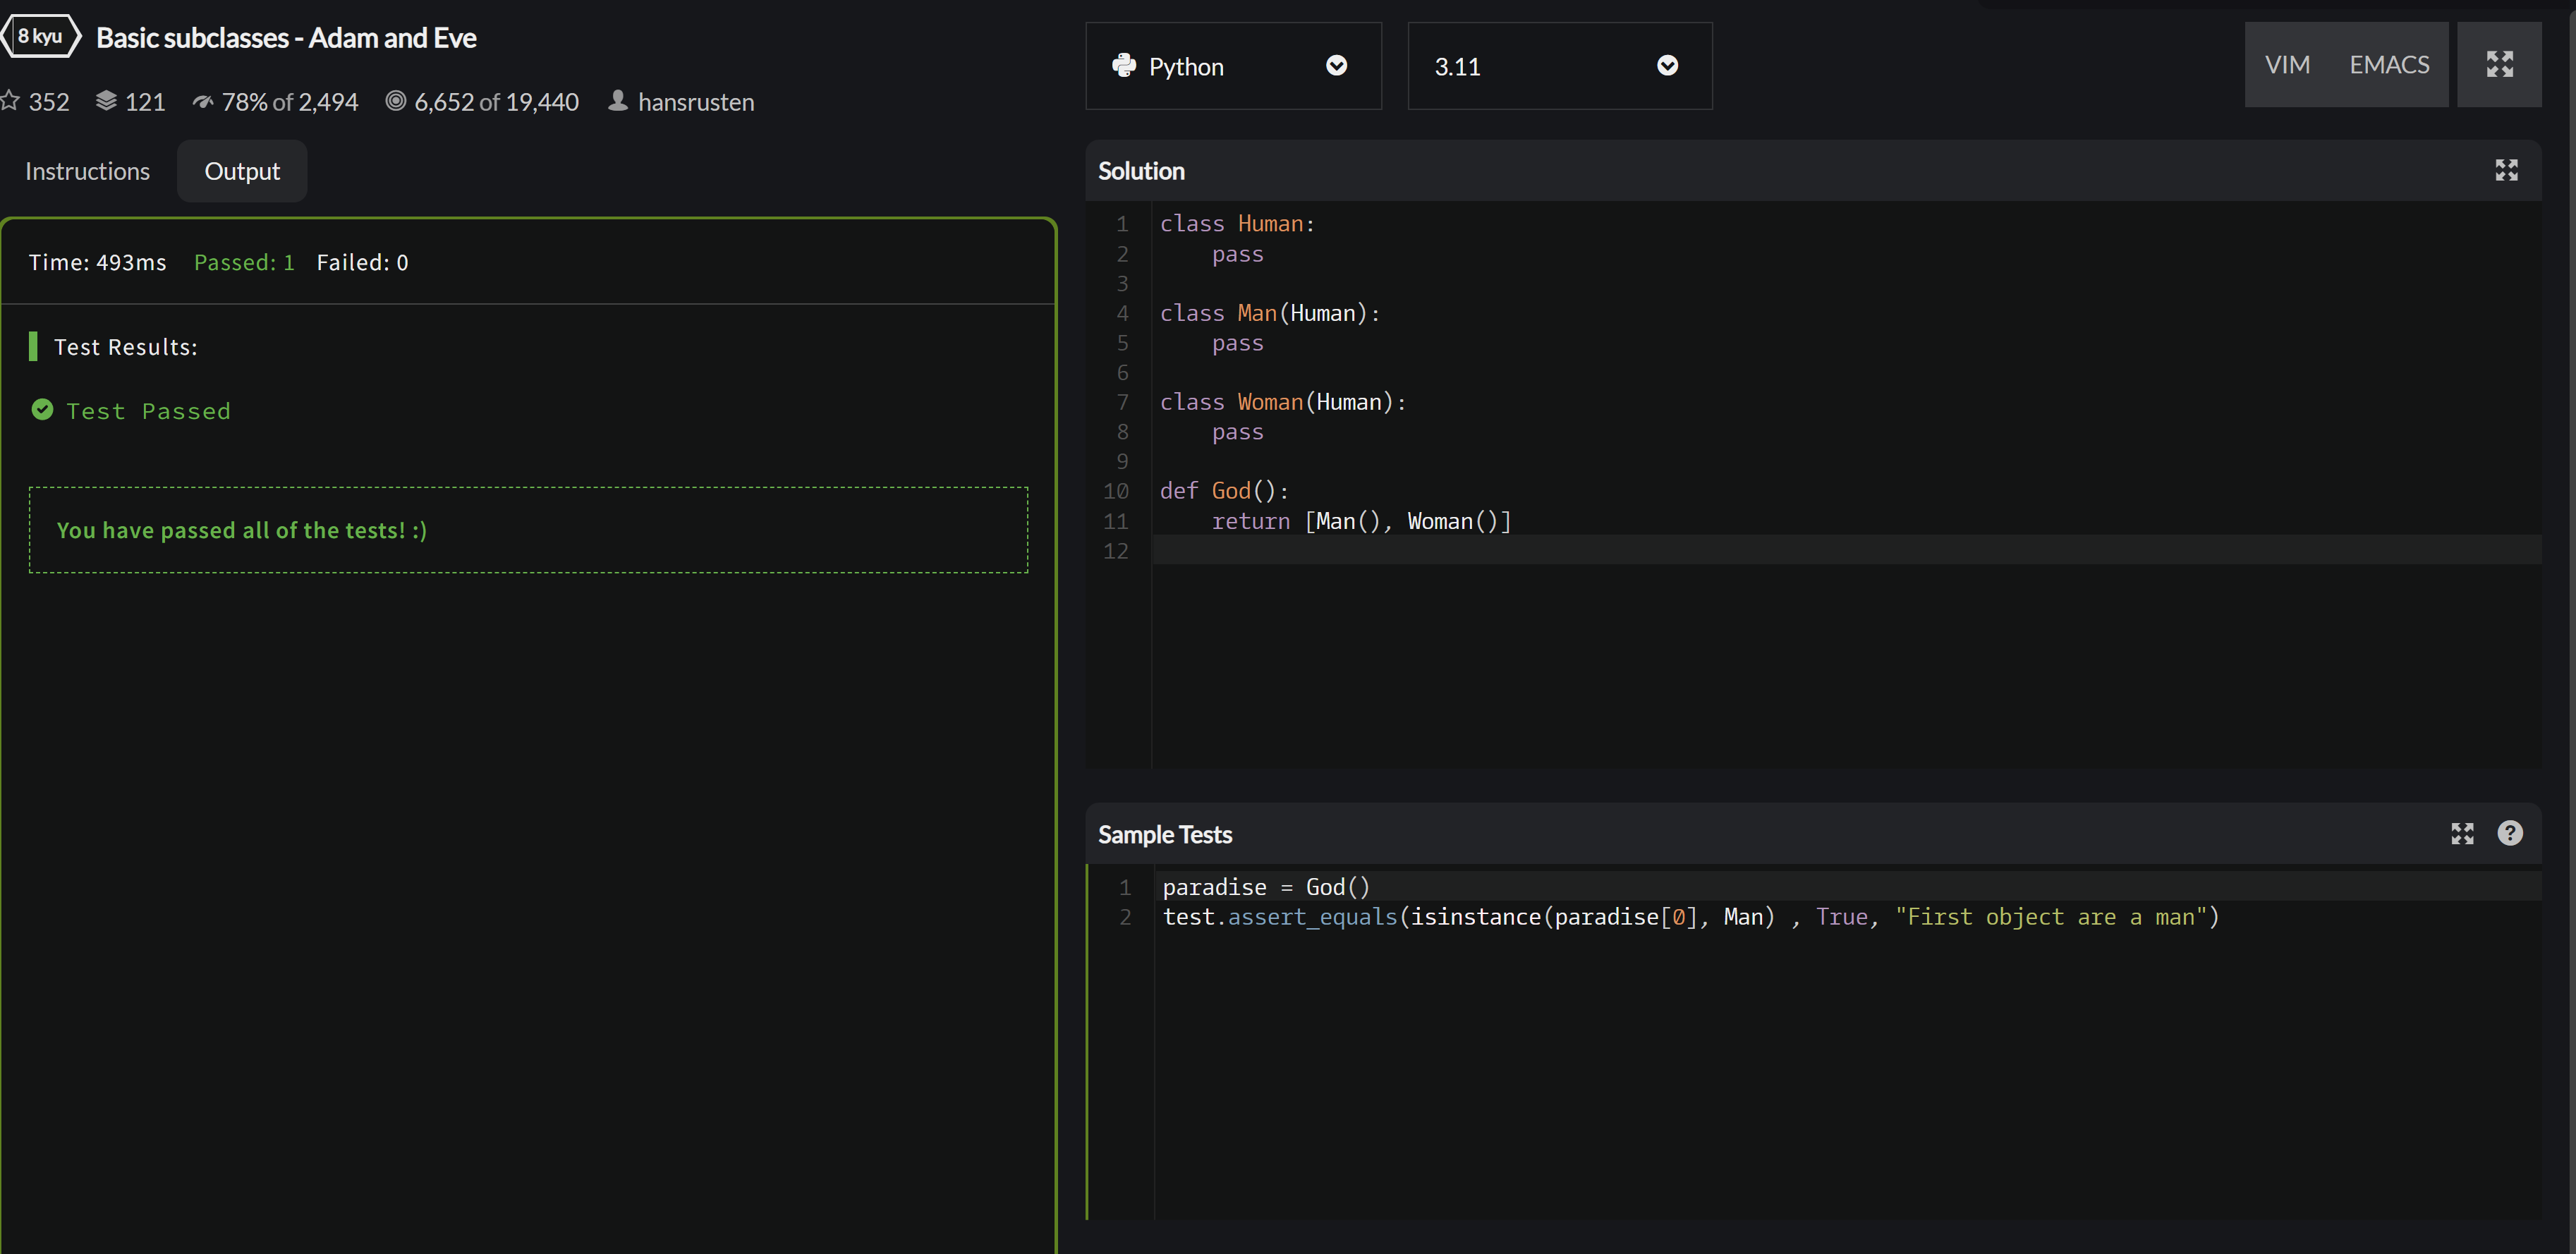 8 kyu Basic subclasses - Adam and Eve
352 121 78% of 2,494 6,652 of 19,440 hansrusten
Instructions Output
Time: 493ms Passed: 1 Failed: 0
Test Results:
Test Passed
You have passed all of the tests! :)
Python 3.11 VIM EMACS
Solution
1 class Human:
2     pass
3
4 class Man(Human):
5     pass
6
7 class Woman(Human):
8     pass
9
10 def God():
11     return [Man(), Woman()]
12
Sample Tests ?
1 paradise = God()
2 test.assert_equals(isinstance(paradise[0], Man) , True, "First object are a man")